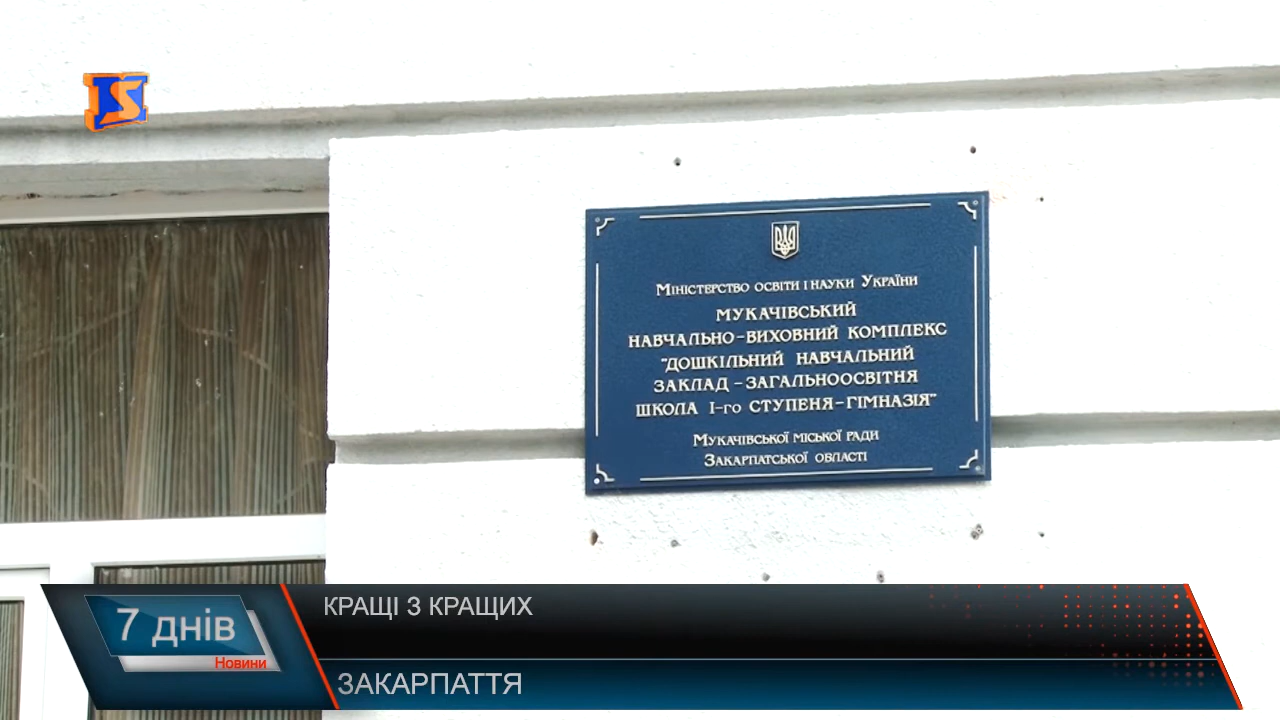 Міністерство освіти і науки України
МУКАЧІВСЬКИЙ
НАВЧАЛЬНО-ВИХОВНИЙ КОМПЛЕКС
"ДОШКІЛЬНИЙ НАВЧАЛЬНИЙ
ЗАКЛАД -ЗАГАЛЬНООСВІТНЯ
ШКОЛА І-го СТУПЕНЯ-ГІМНАЗІЯ"
Мукачівської міської ради
Закарпатської області
7 днів
Новини
КРАЩІ З КРАЩИХ
ЗАКАРПАТТЯ